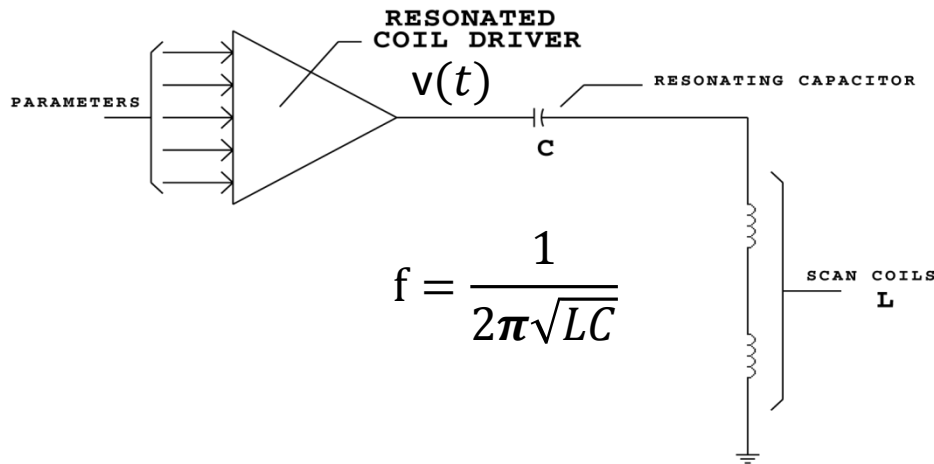 RESONATED
COIL DRIVER
v(t)
RESONATING CAPACITOR
PARAMETERS
C
f = 1 / 2π√LC
SCAN COILS
L